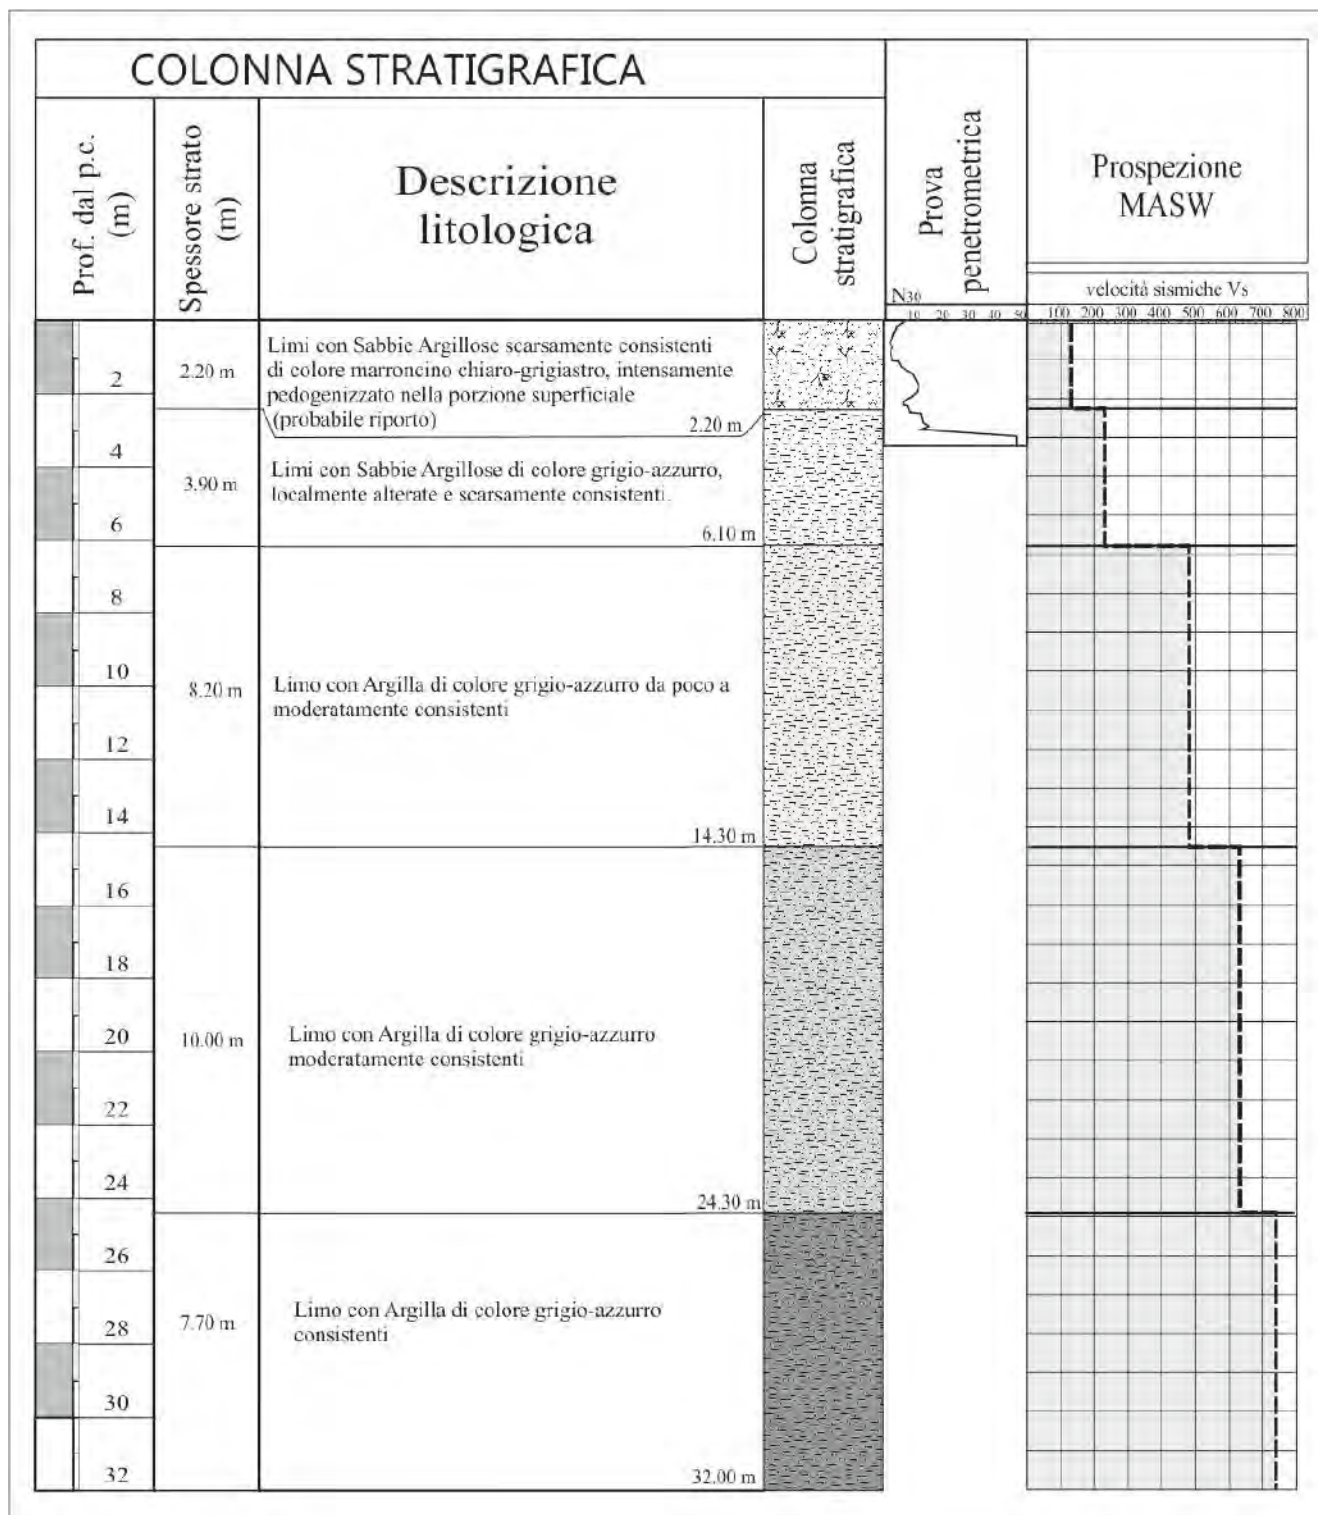 COLONNA STRATIGRAFICA
Prof. dal p.c.
(m)
Spessore strato
(m)
Descrizione
litologica
Colonna
stratigrafica
Prova
penetrometrica
Prospezione
MASW
N30
10 20 30 40 50
velocità sismiche Vs
100 200 300 400 500 600 700 800
2
4
6
8
10
12
14
16
18
20
22
24
26
28
30
32
2.20 m
Limi con Sabbie Argillose scarsamente consistenti
di colore marroncino chiaro-grigiastro, intensamente
pedogenizzato nella porzione superficiale
(probabile riporto)
2.20 m
3.90 m
Limi con Sabbie Argillose di colore grigio-azzurro,
localmente alterate e scarsamente consistenti.
6.10 m
8.20 m
Limo con Argilla di colore grigio-azzurro da poco a
moderatamente consistenti
14.30 m
10.00 m
Limo con Argilla di colore grigio-azzurro
moderatamente consistenti
24.30 m
7.70 m
Limo con Argilla di colore grigio-azzurro
consistenti
32.00 m